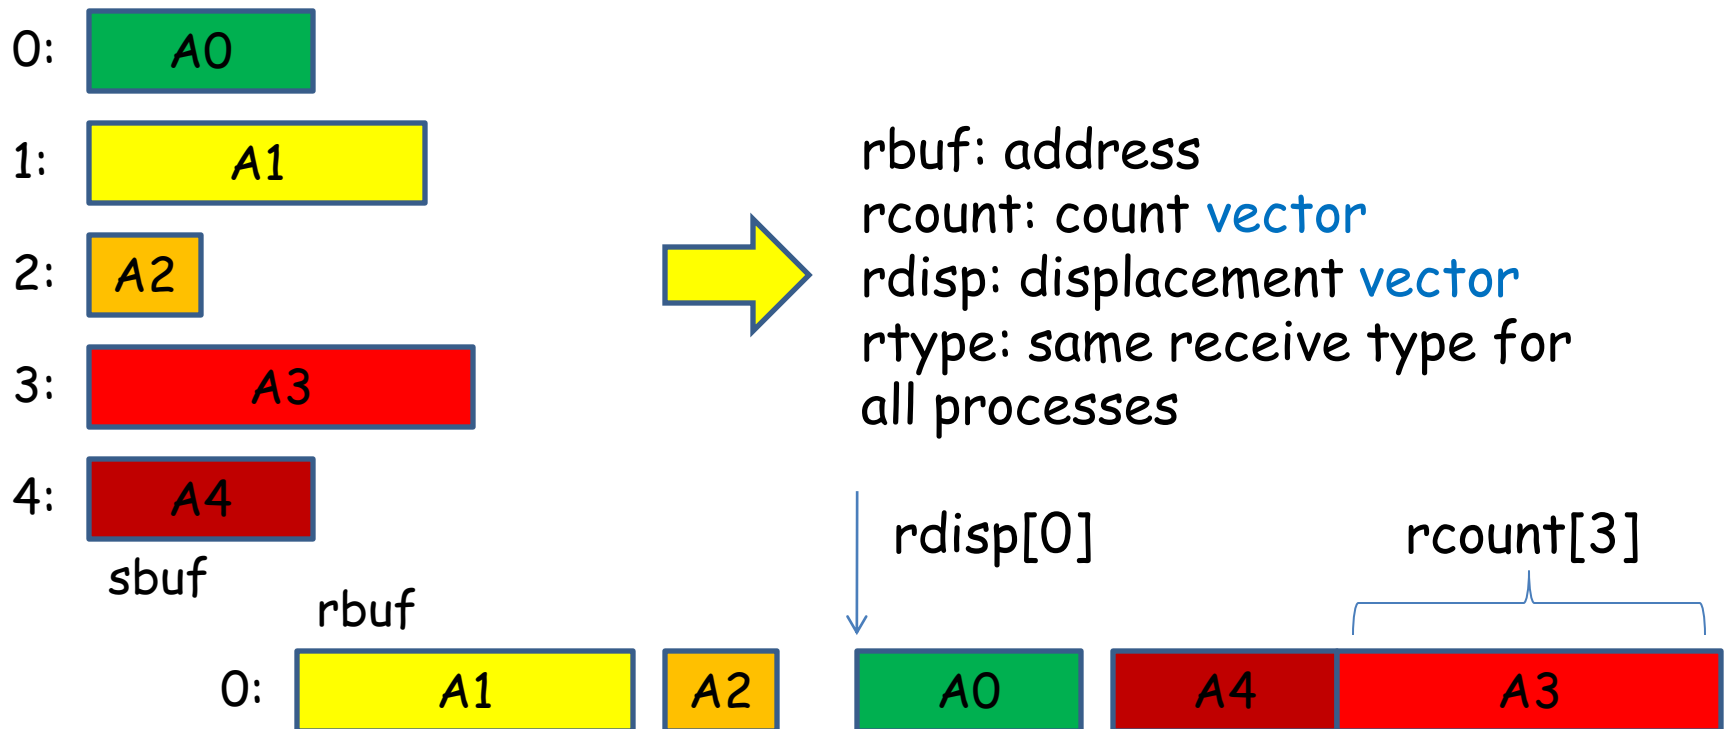 0: A0
1: A1
2: A2
3: A3
4: A4
sbuf
rbuf: address
rcount: count vector
rdisp: displacement vector
rtype: same receive type for
all processes
rdisp[0]
rcount[3]
rbuf
0: A1 A2 A0 A4 A3